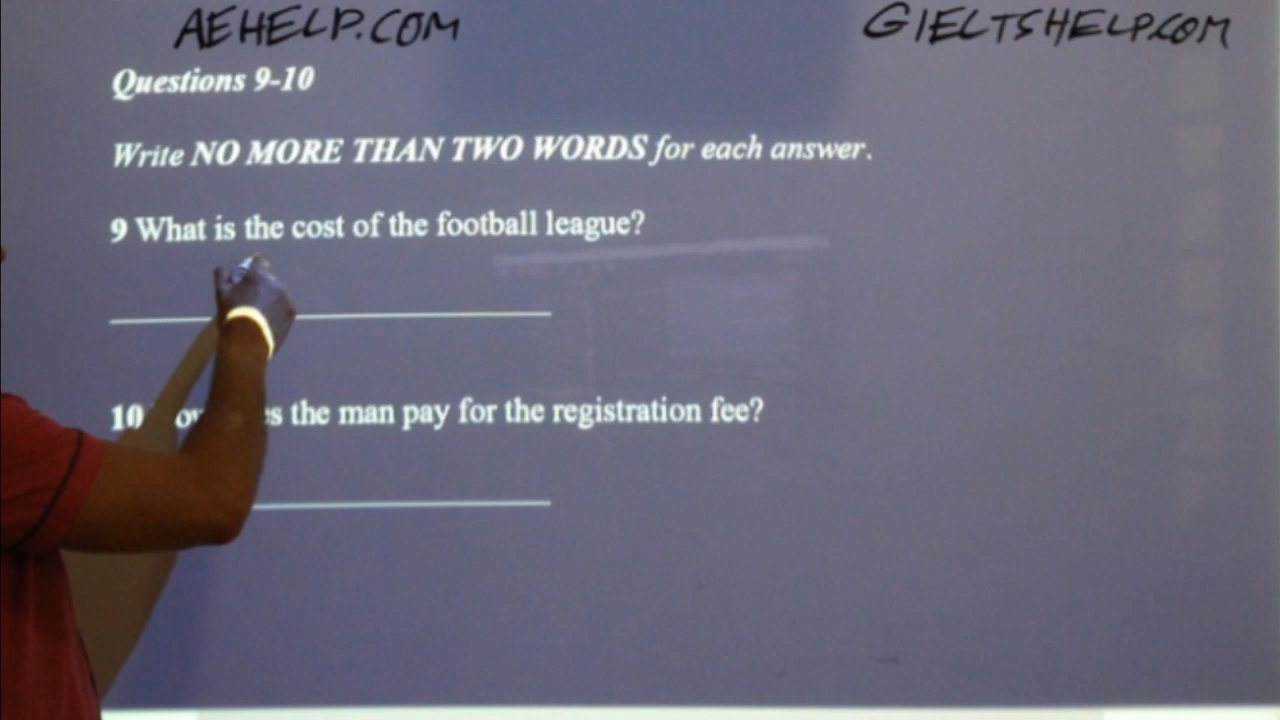 AEHELP.COM
GIELTSHELP.COM
Questions 9-10
Write NO MORE THAN TWO WORDS for each answer.
9 What is the cost of the football league?
10 the man pay for the registration fee?